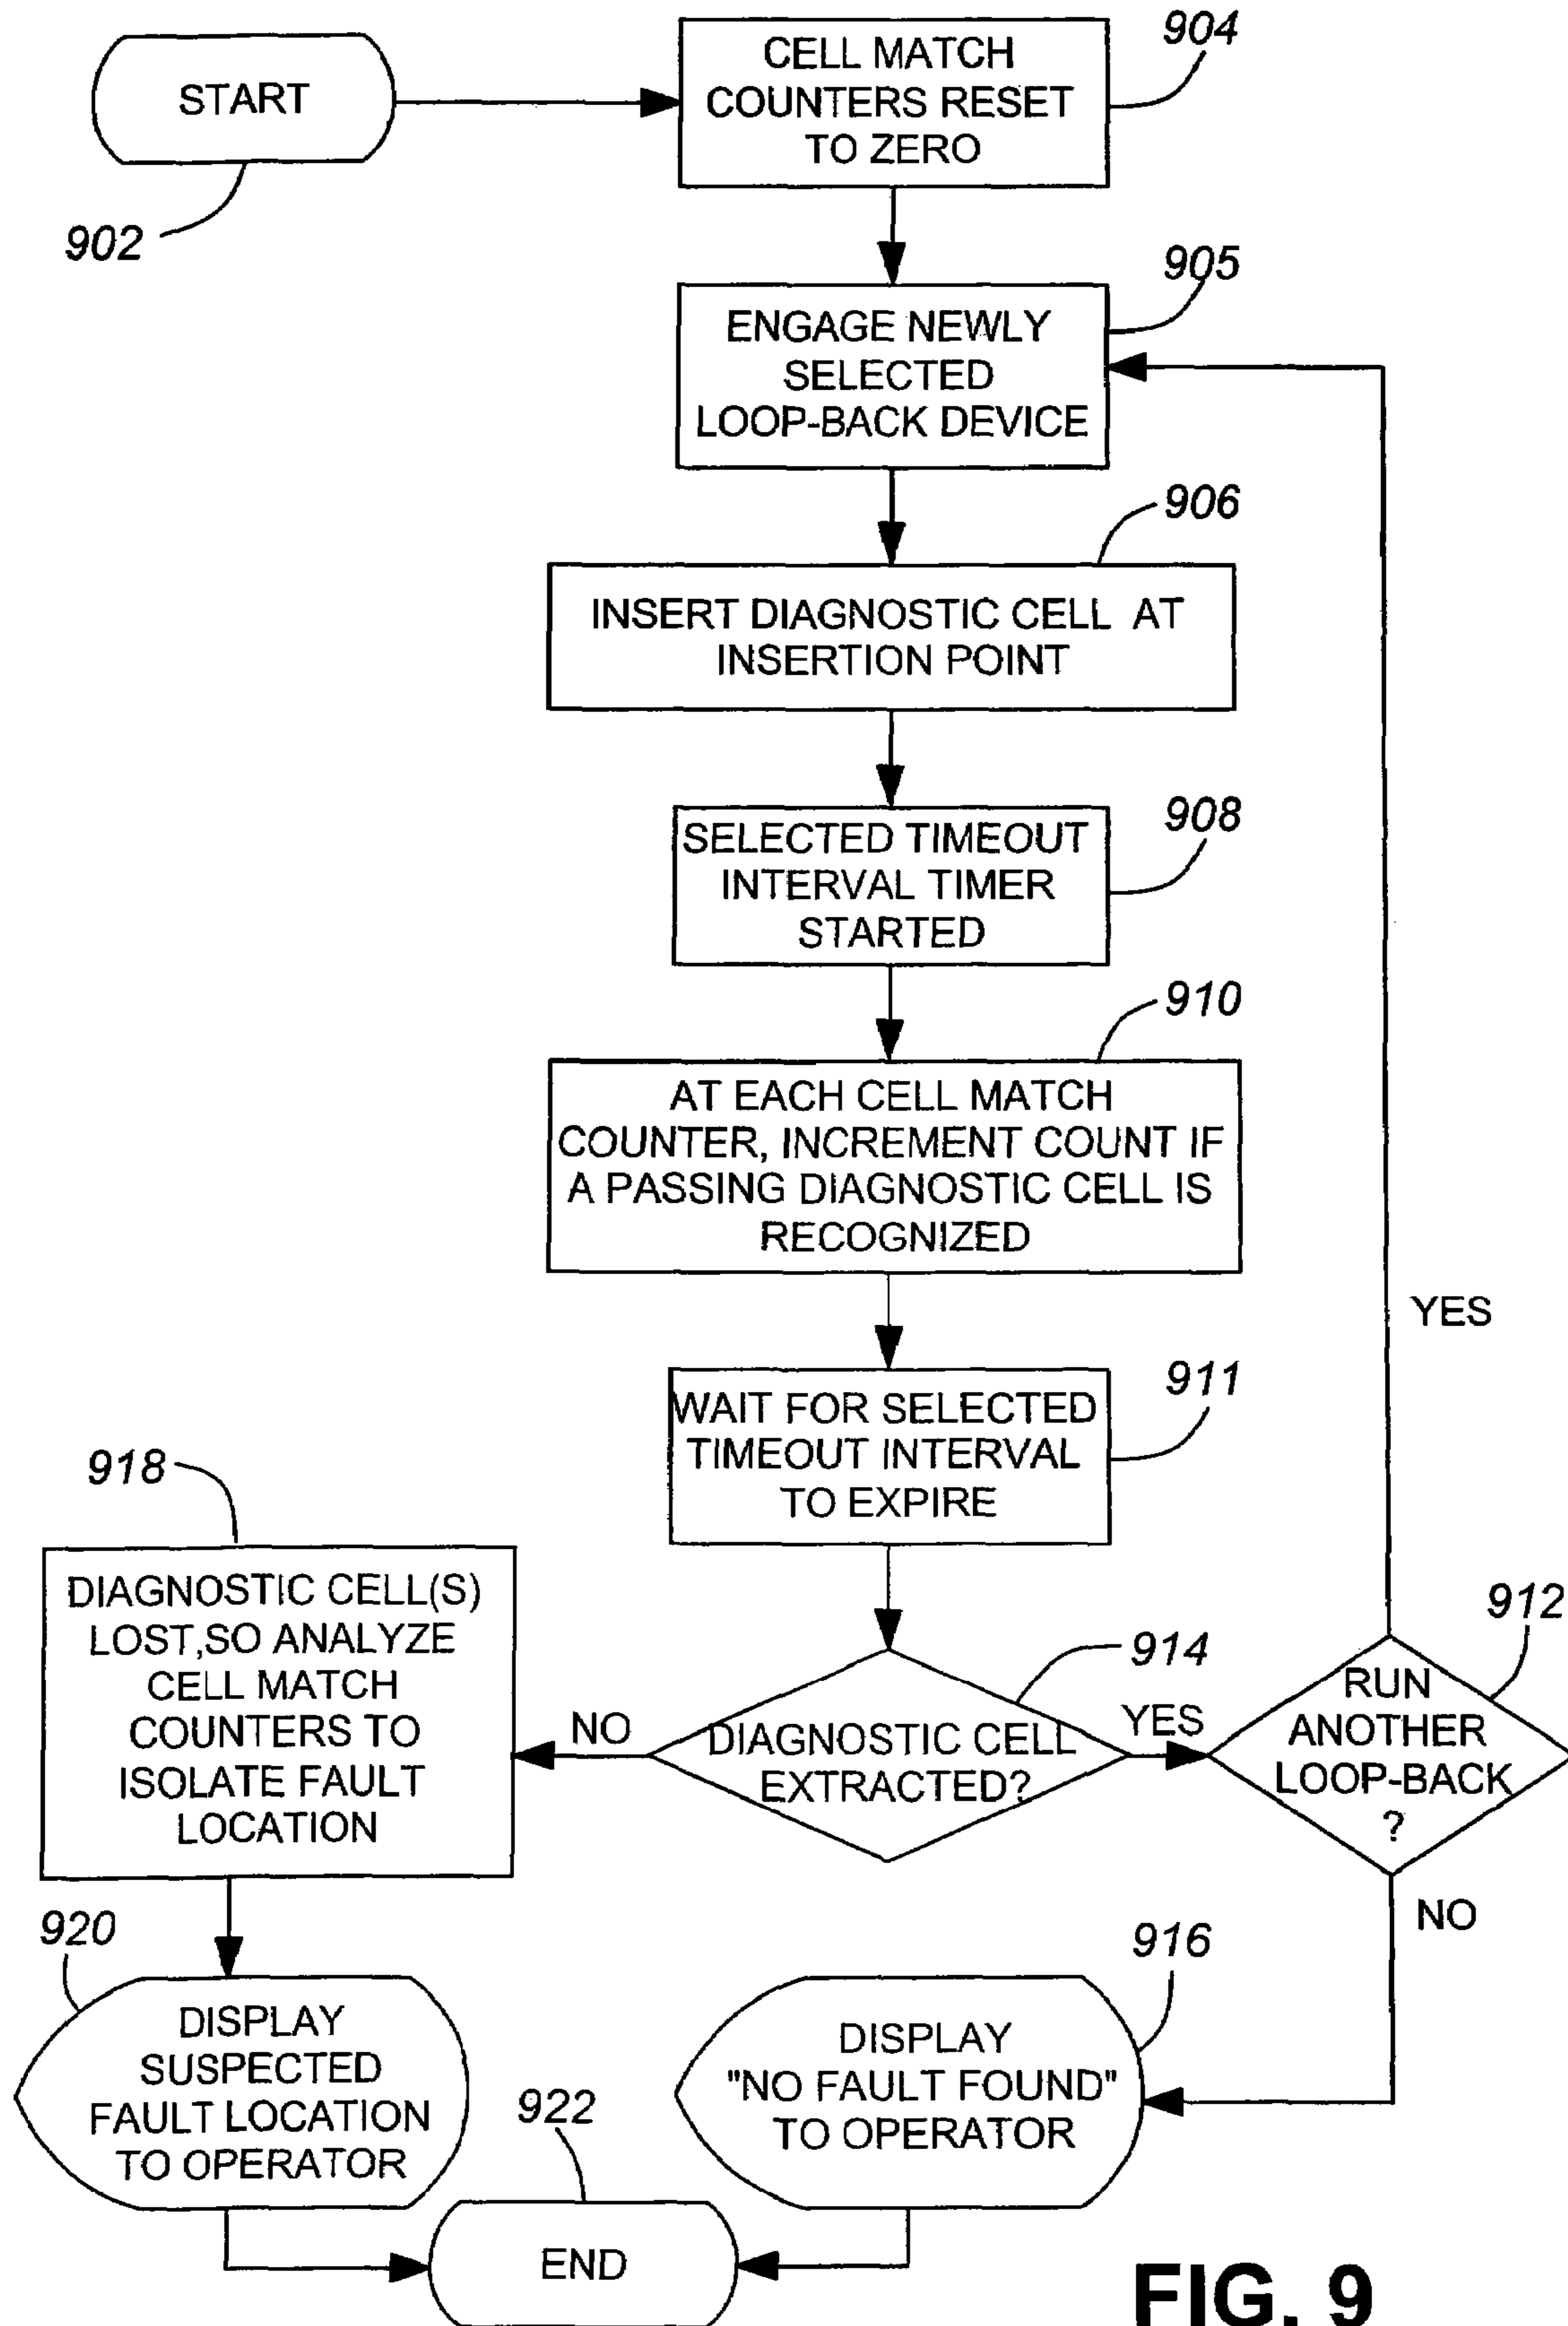 START
902
CELL MATCH
COUNTERS RESET
TO ZERO
904
ENGAGE NEWLY
SELECTED
LOOP-BACK DEVICE
905
INSERT DIAGNOSTIC CELL AT
INSERTION POINT
906
SELECTED TIMEOUT
INTERVAL TIMER
STARTED
908
AT EACH CELL MATCH
COUNTER, INCREMENT COUNT IF
A PASSING DIAGNOSTIC CELL IS
RECOGNIZED
910
WAIT FOR SELECTED
TIMEOUT INTERVAL
TO EXPIRE
911
DIAGNOSTIC CELL
EXTRACTED?
914
YES
NO
RUN
ANOTHER
LOOP-BACK
?
912
YES
NO
DIAGNOSTIC CELL(S)
LOST,SO ANALYZE
CELL MATCH
COUNTERS TO
ISOLATE FAULT
LOCATION
918
DISPLAY
SUSPECTED
FAULT LOCATION
TO OPERATOR
920
DISPLAY
"NO FAULT FOUND"
TO OPERATOR
916
END
922
FIG. 9